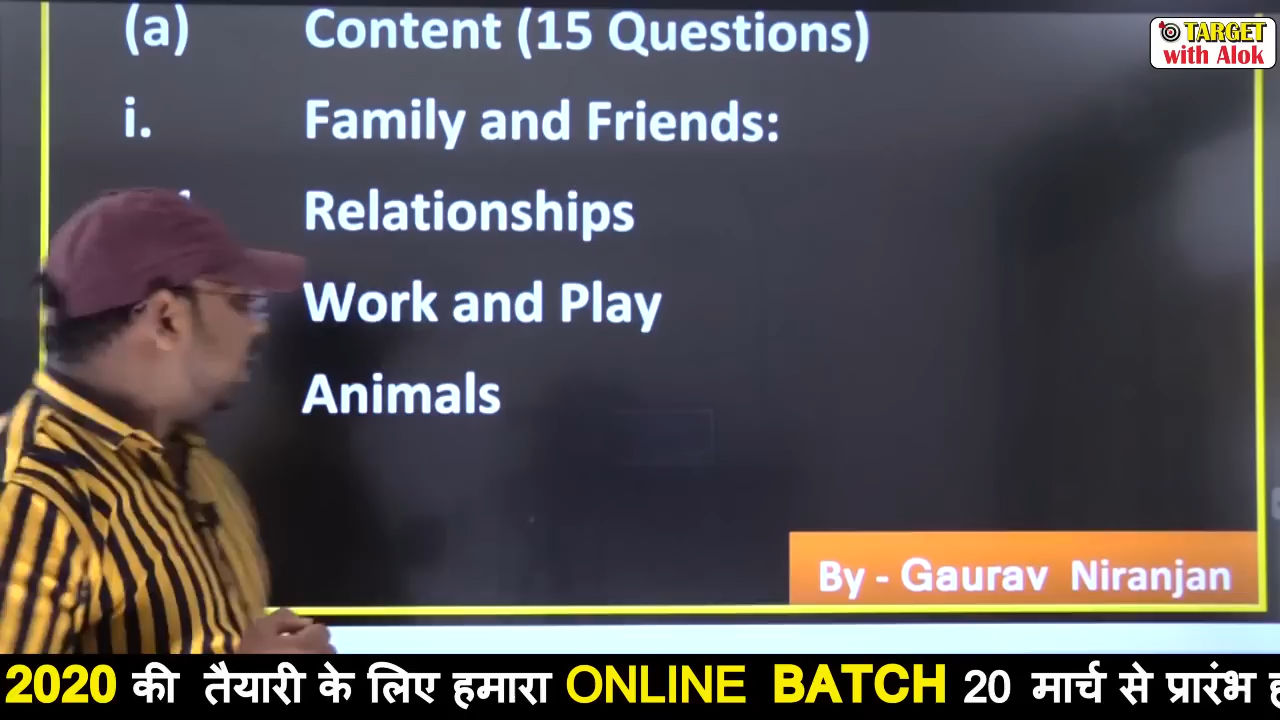 TARGET
with Alok
(a) Content (15 Questions)
i. Family and Friends:
Relationships
Work and Play
Animals
By - Gaurav Niranjan
2020 की तैयारी के लिए हमारा ONLINE BATCH 20 मार्च से प्रारंभ